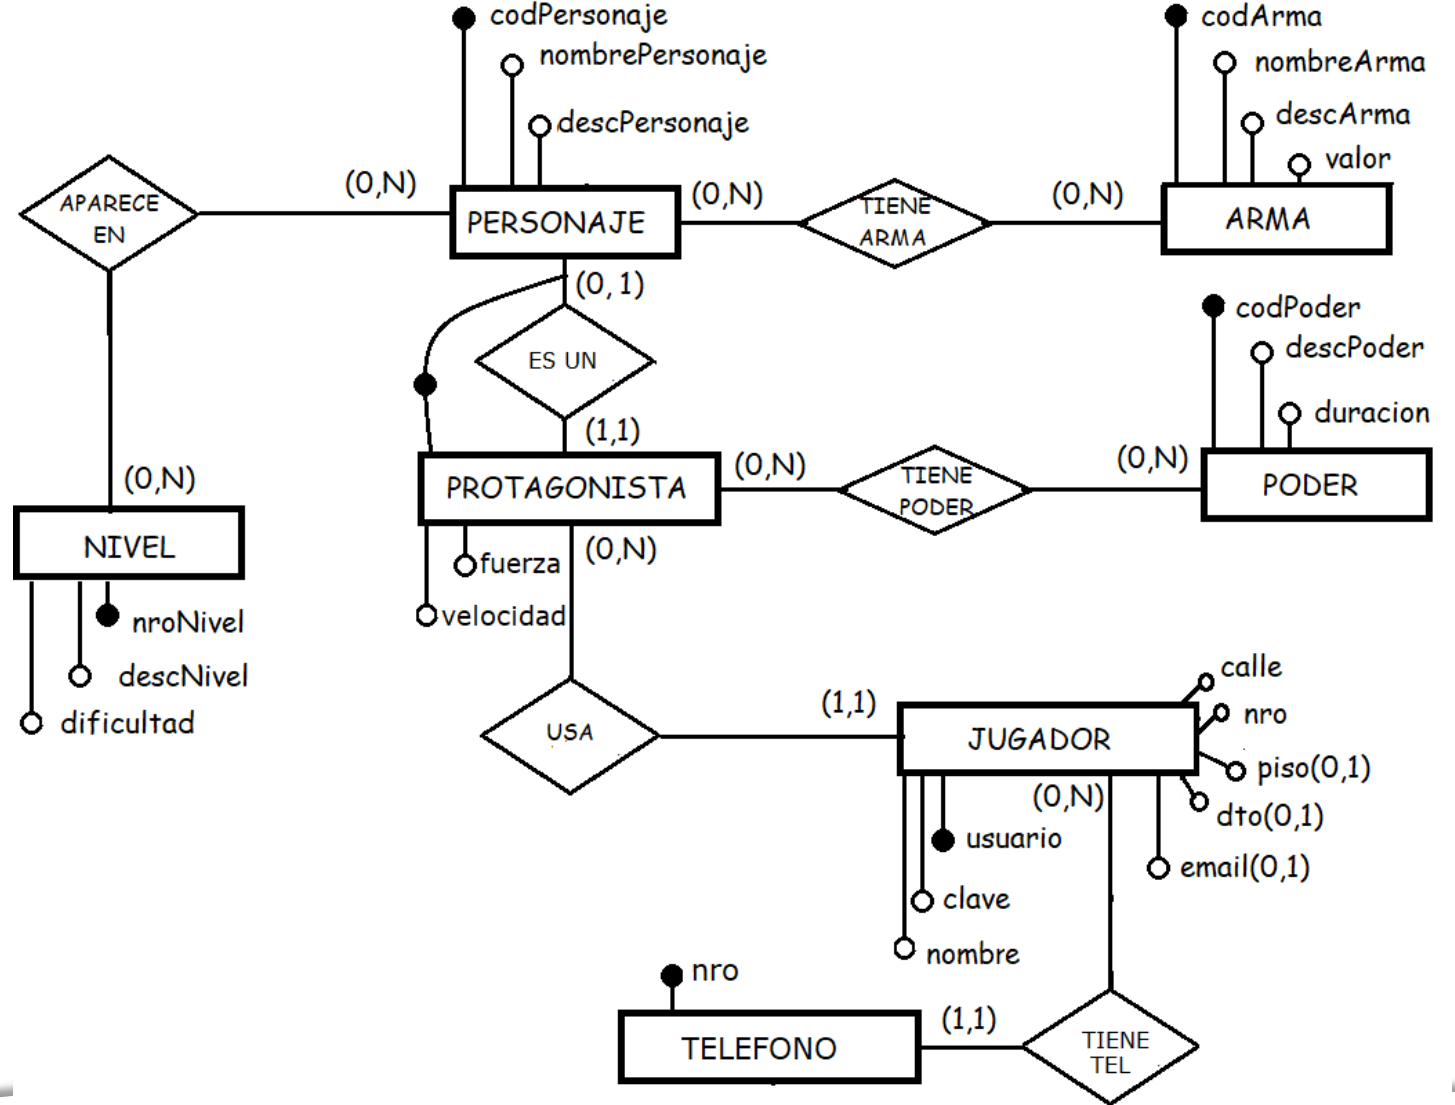 codPersonaje
nombrePersonaje
descPersonaje
codArma
nombreArma
descArma
valor
APARECE
EN
(0,N)
PERSONAJE
(0,N)
TIENE
ARMA
(0,N)
ARMA
(0,1)
ES UN
(1,1)
codPoder
descPoder
duracion
(0,N)
NIVEL
nroNivel
descNivel
dificultad
PROTAGONISTA
(0,N)
TIENE
PODER
(0,N)
PODER
fuerza
velocidad
(0,N)
USA
(1,1)
JUGADOR
calle
nro
piso(0,1)
dto(0,1)
email(0,1)
(0,N)
usuario
clave
nombre
nro
TELEFONO
(1,1)
TIENE
TEL